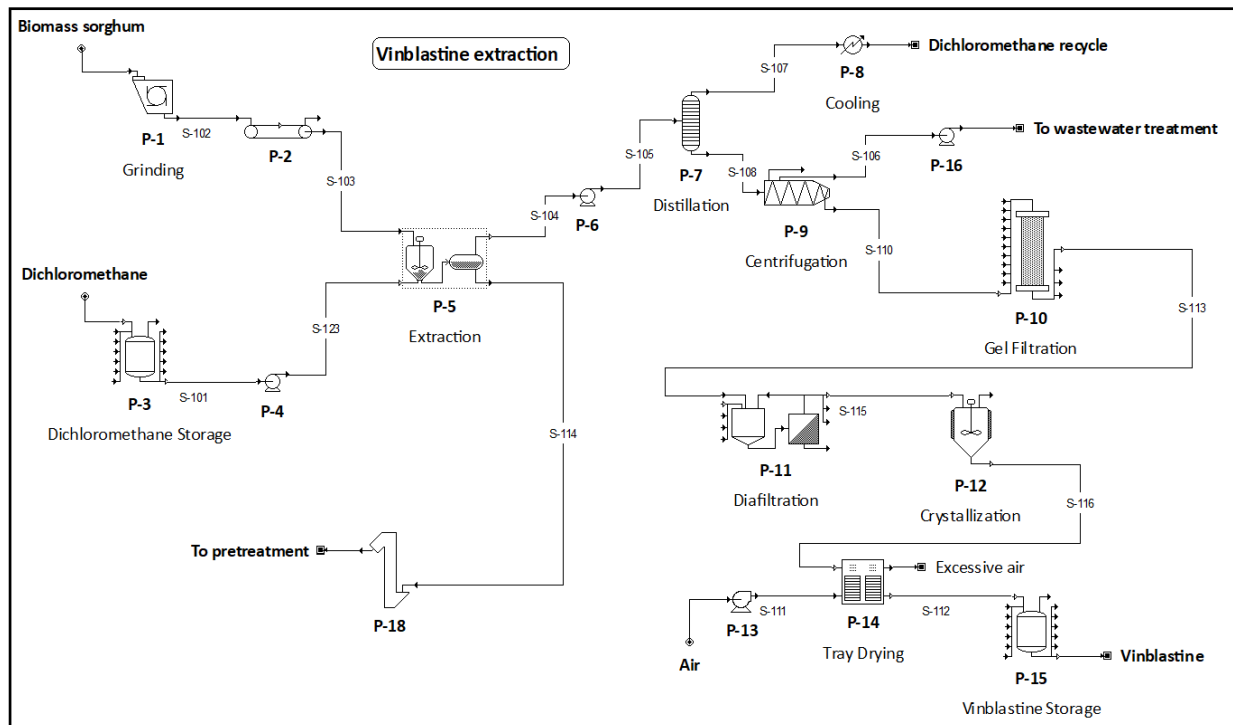 Biomass sorghum
Vinblastine extraction
S-107
Dichloromethane recycle
P-8
Cooling
P-1
S-102
Grinding
P-2
S-103
S-105
P-7
Distillation
S-108
S-106
To wastewater treatment
P-16
S-104
P-6
P-9
Centrifugation
S-110
Dichloromethane
P-5
Extraction
S-123
P-10
Gel Filtration
S-113
P-3
S-101
P-4
Dichloromethane Storage
S-114
S-115
P-11
Diafiltration
P-12
Crystallization
S-116
To pretreatment
P-18
Excessive air
S-111
S-112
P-13
P-14
Air
Tray Drying
P-15
Vinblastine
Vinblastine Storage